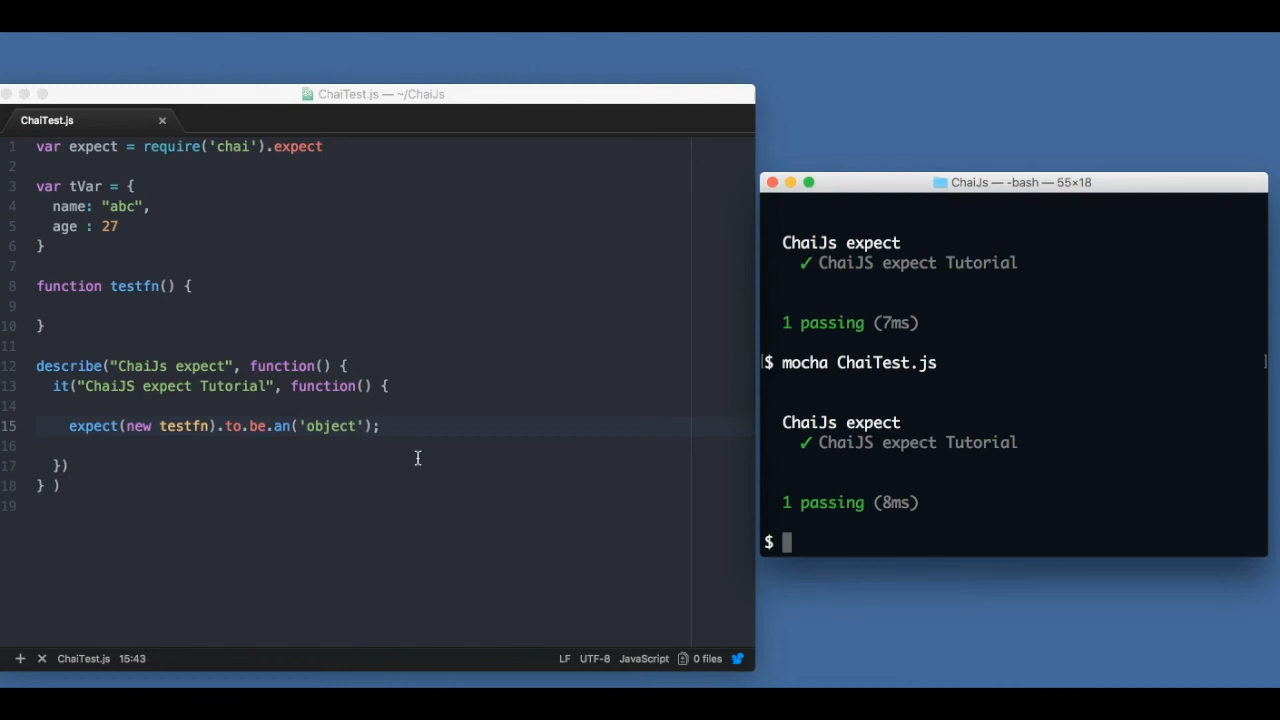 ChaiTest.js — ~/ChaiJs
ChaiTest.js
1 var expect = require('chai').expect
2
3 var tVar = {
4 name: "abc",
5 age : 27
6 }
7
8 function testfn() {
9
10 }
11
12 describe("ChaiJs expect", function() {
13 it("ChaiJS expect Tutorial", function() {
14
15 expect(new testfn).to.be.an('object');
16
17 })
18 } )
19
ChaiTest.js 15:43
LF UTF-8 JavaScript 0 files
ChaiJs — -bash — 55×18
ChaiJs expect
✓ ChaiJS expect Tutorial
1 passing (7ms)
[$ mocha ChaiTest.js ]
ChaiJs expect
✓ ChaiJS expect Tutorial
1 passing (8ms)
$